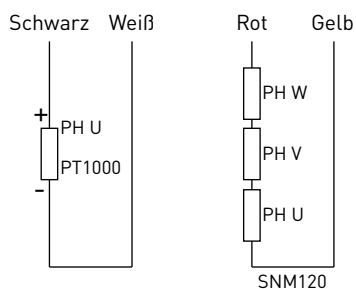 Schwarz Weiß Rot Gelb
+
PH U
PT1000
-
PH W
PH V
PH U
SNM120